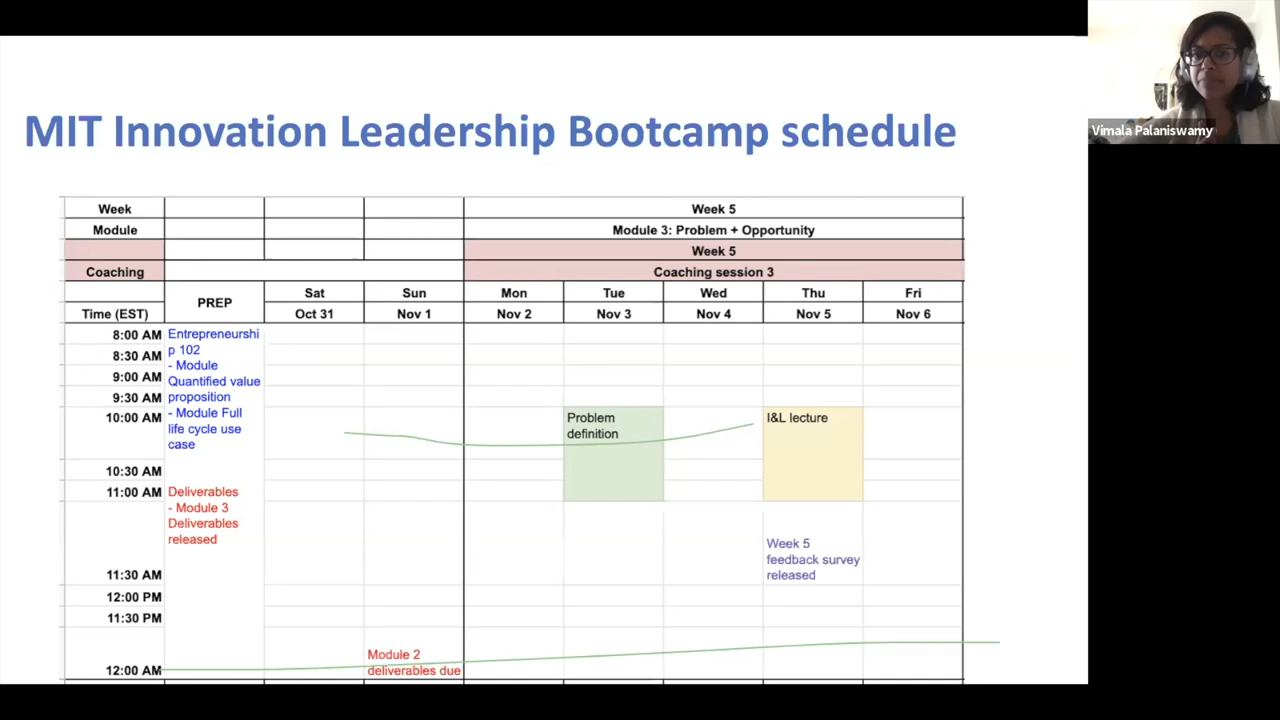 Vimala Palaniswamy
MIT Innovation Leadership Bootcamp schedule
Week Week 5
Module Module 3: Problem + Opportunity
Week 5
Coaching Coaching session 3
PREP Sat Sun Mon Tue Wed Thu Fri
Time (EST) Oct 31 Nov 1 Nov 2 Nov 3 Nov 4 Nov 5 Nov 6
8:00 AM
8:30 AM
9:00 AM
9:30 AM
10:00 AM
10:30 AM
11:00 AM
11:30 AM
12:00 PM
11:30 PM
12:00 AM
Entrepreneurshi
p 102
- Module
Quantified value
proposition
- Module Full
life cycle use
case
Deliverables
- Module 3
Deliverables
released
Module 2
deliverables due
Problem
definition
I&L lecture
Week 5
feedback survey
released